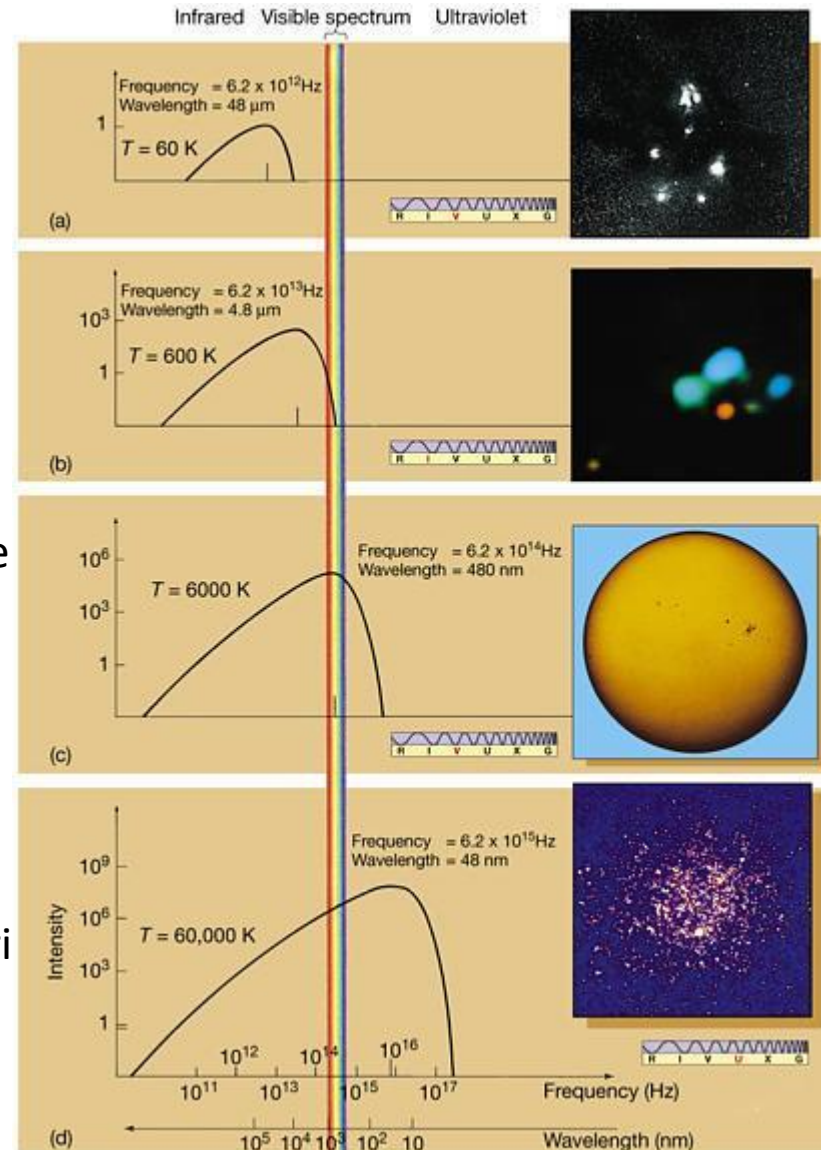 Infrared Visible spectrum Ultraviolet
Frequency = 6.2 x 10¹²Hz
Wavelength = 48 µm
1
T = 60 K
R I V U X G
(a)
Frequency = 6.2 x 10¹³Hz
Wavelength = 4.8 µm
10³
T = 600 K
1
R I V U X G
(b)
e
Frequency = 6.2 x 10¹⁴Hz
Wavelength = 480 nm
10⁶
T = 6000 K
10³
1
R I V U X G
(c)
Frequency = 6.2 x 10¹⁵Hz
Wavelength = 48 nm
10⁹
10⁶
T = 60,000 K
ri
Intensity
10³
1
R I V U X G
10¹² 10¹⁴ 10¹⁶
10¹¹ 10¹³ 10¹⁵ 10¹⁷ Frequency (Hz)
(d)
10⁵ 10⁴ 10³ 10² 10 Wavelength (nm)